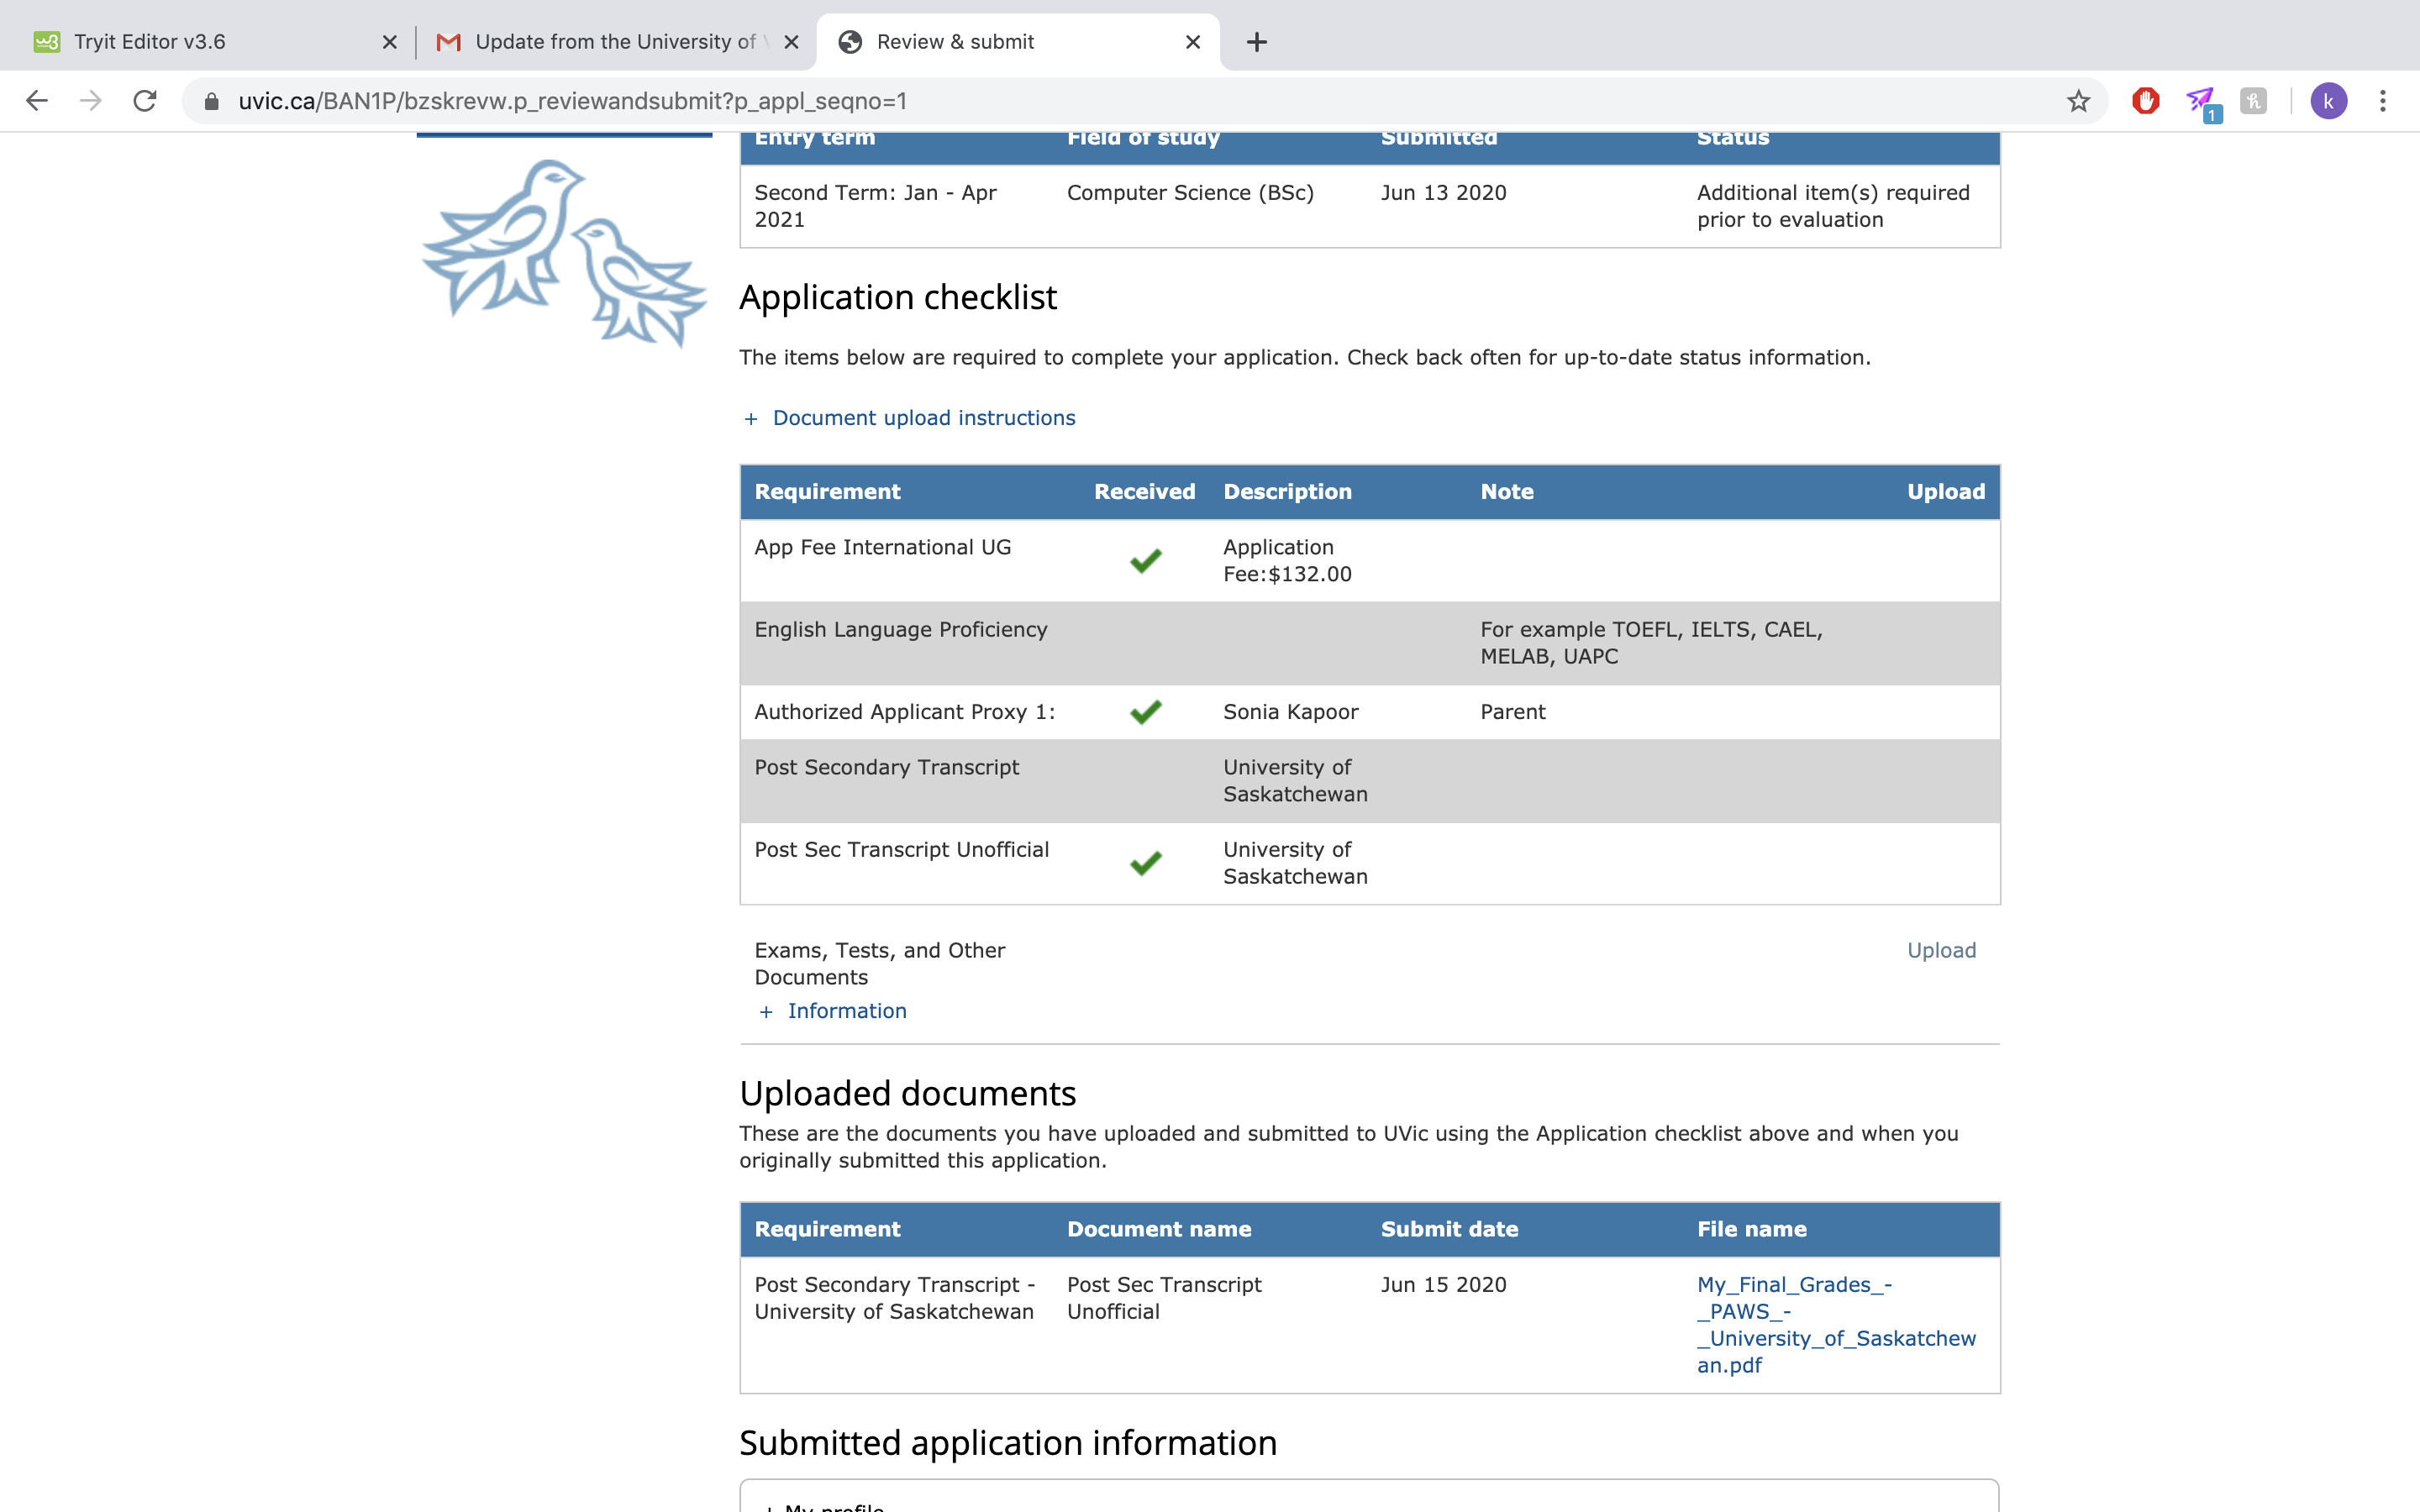 Tryit Editor v3.6
Update from the University of
Review & submit
uvic.ca/BAN1P/bzskrevw.p_reviewandsubmit?p_appl_seqno=1
1
k
Entry term Field of study Submitted Status
Second Term: Jan - Apr Computer Science (BSc) Jun 13 2020 Additional item(s) required
2021 prior to evaluation
Application checklist
The items below are required to complete your application. Check back often for up-to-date status information.
+ Document upload instructions
Requirement Received Description Note Upload
App Fee International UG Application
Fee:$132.00
English Language Proficiency For example TOEFL, IELTS, CAEL,
MELAB, UAPC
Authorized Applicant Proxy 1: Sonia Kapoor Parent
Post Secondary Transcript University of
Saskatchewan
Post Sec Transcript Unofficial University of
Saskatchewan
Exams, Tests, and Other Upload
Documents
+ Information
Uploaded documents
These are the documents you have uploaded and submitted to UVic using the Application checklist above and when you
originally submitted this application.
Requirement Document name Submit date File name
Post Secondary Transcript - Post Sec Transcript Jun 15 2020 My_Final_Grades_-
University of Saskatchewan Unofficial _PAWS_-
_University_of_Saskatchew
an.pdf
Submitted application information
+ My profile